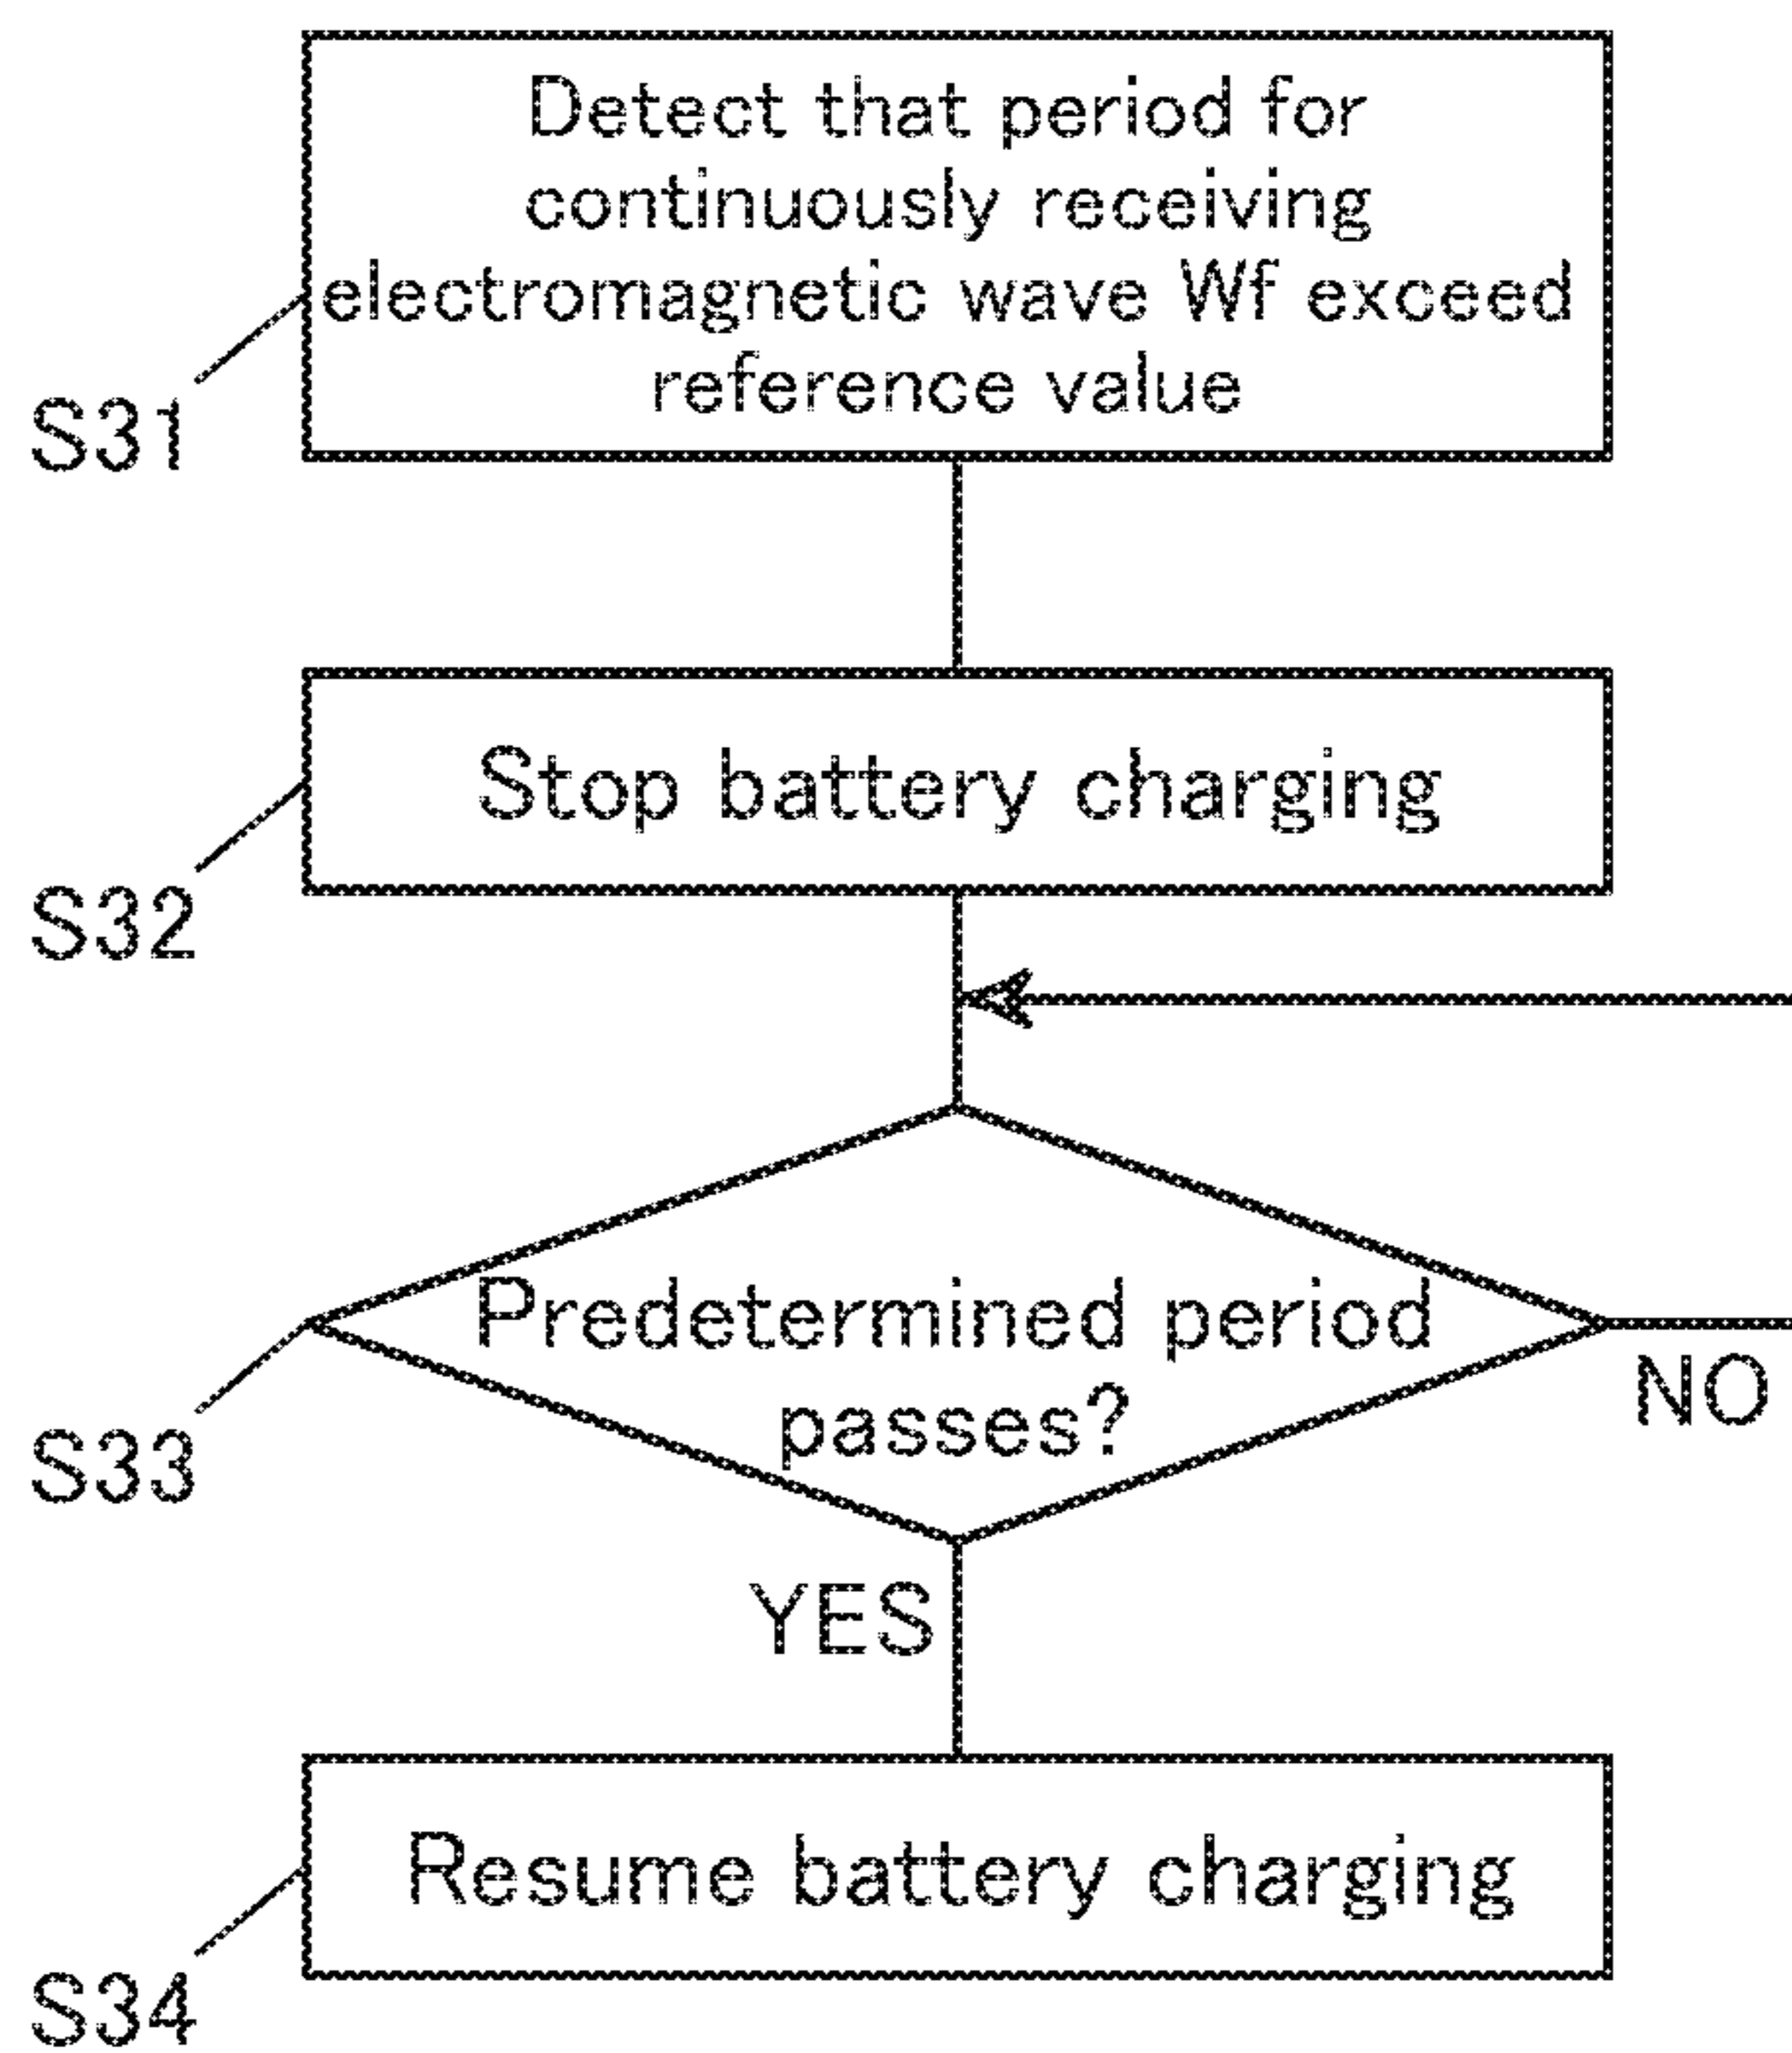 Detect that period for
continuously receiving
electromagnetic wave Wf exceed
reference value
S31
Stop battery charging
S32
Predetermined period
passes?
NO
S33
YES
Resume battery charging
S34